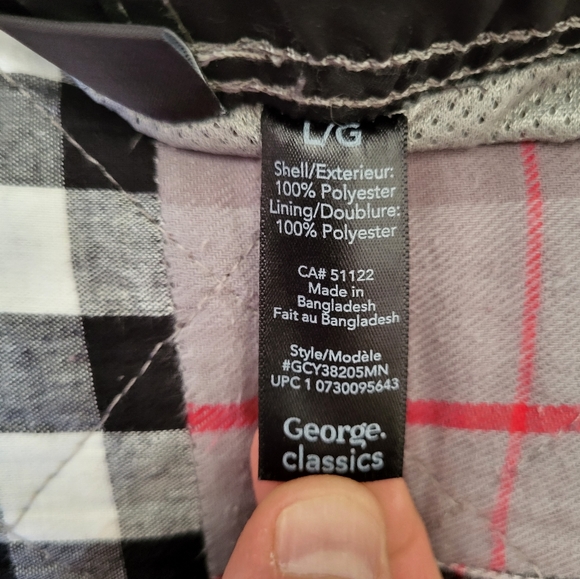 L/G
Shell/Exterieur:
100% Polyester
Lining/Doublure:
100% Polyester
CA# 51122
Made in
Bangladesh
Fait au Bangladesh
Style/Modèle
#GCY38205MN
UPC 1 0730095643
George.
classics